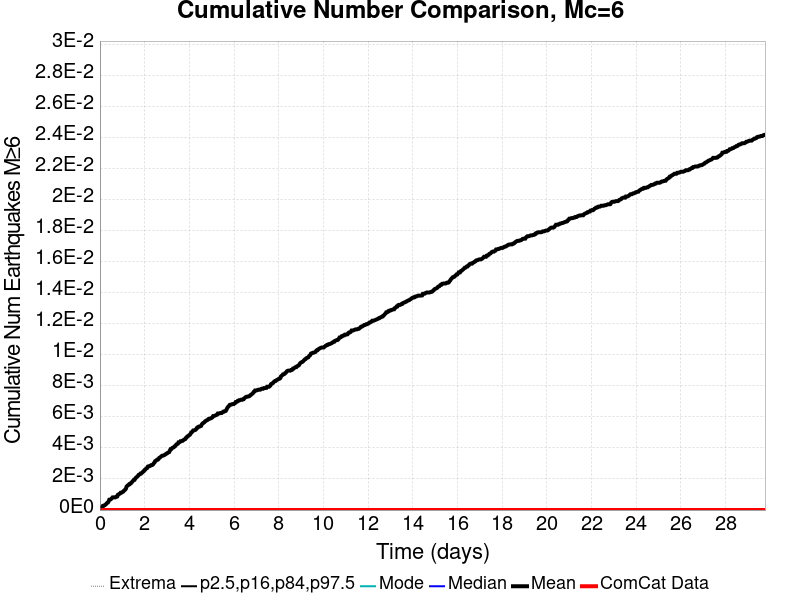 Cumulative Number Comparison, Mc=6
Cumulative Num Earthquakes M≥6
3E-2
2.8E-2
2.6E-2
2.4E-2
2.2E-2
2E-2
1.8E-2
1.6E-2
1.4E-2
1.2E-2
1E-2
8E-3
6E-3
4E-3
2E-3
0E0
0 2 4 6 8 10 12 14 16 18 20 22 24 26 28
Time (days)
Extrema p2.5,p16,p84,p97.5 Mode Median Mean ComCat Data